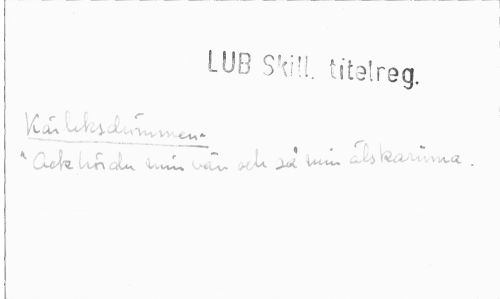 LUB Skill. titelreg.
Kärleksdrömmen.
"Ack hör du min vän och så min älskarinna.